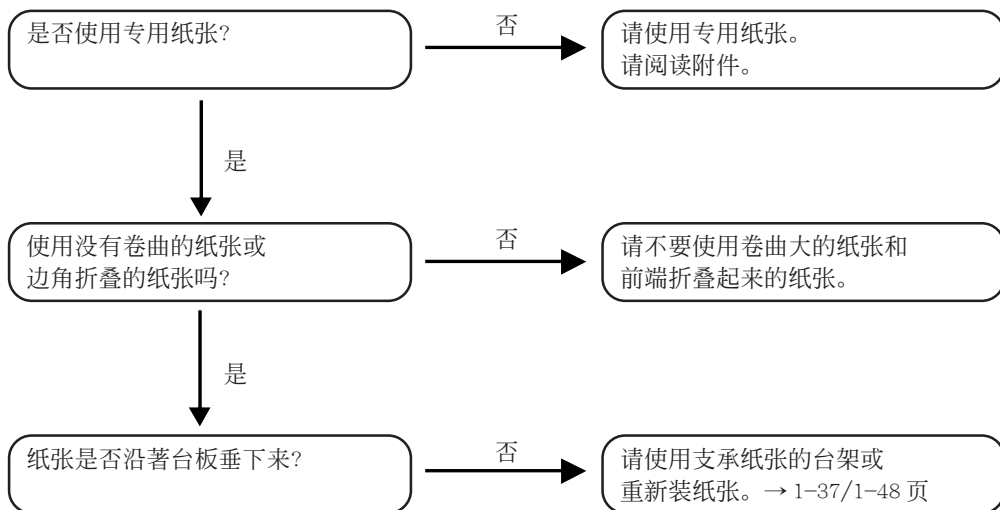 是否使用专用纸张?
否
请使用专用纸张。
请阅读附件。
是
使用没有卷曲的纸张或
边角折叠的纸张吗?
否
请不要使用卷曲大的纸张和
前端折叠起来的纸张。
是
纸张是否沿著台板垂下来?
否
请使用支承纸张的台架或
重新装纸张。→ 1-37/1-48 页